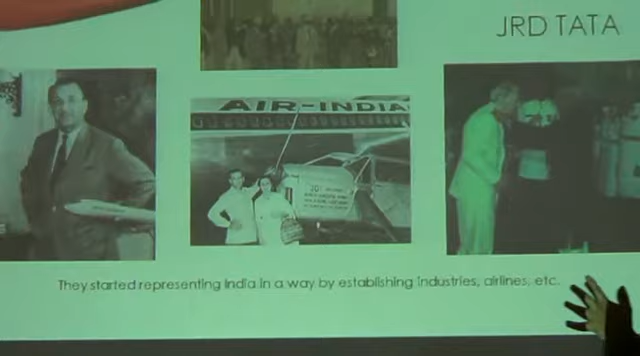 JRD TATA
AIR-INDIA
They started representing India in a way by establishing industries, airlines, etc.